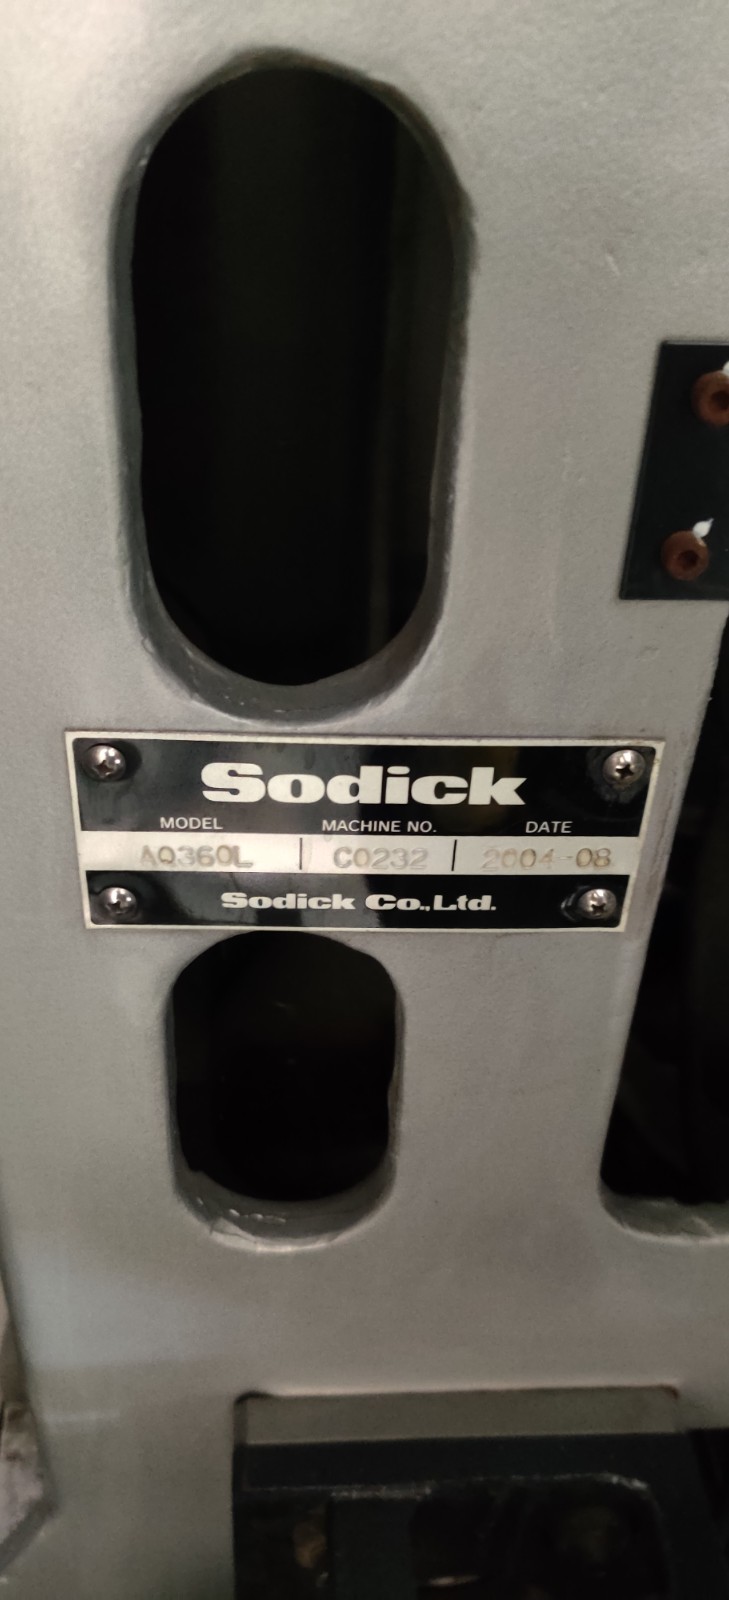 Sodick
MODEL MACHINE NO. DATE
AQ360L C0232 2004-08
Sodick Co.,Ltd.